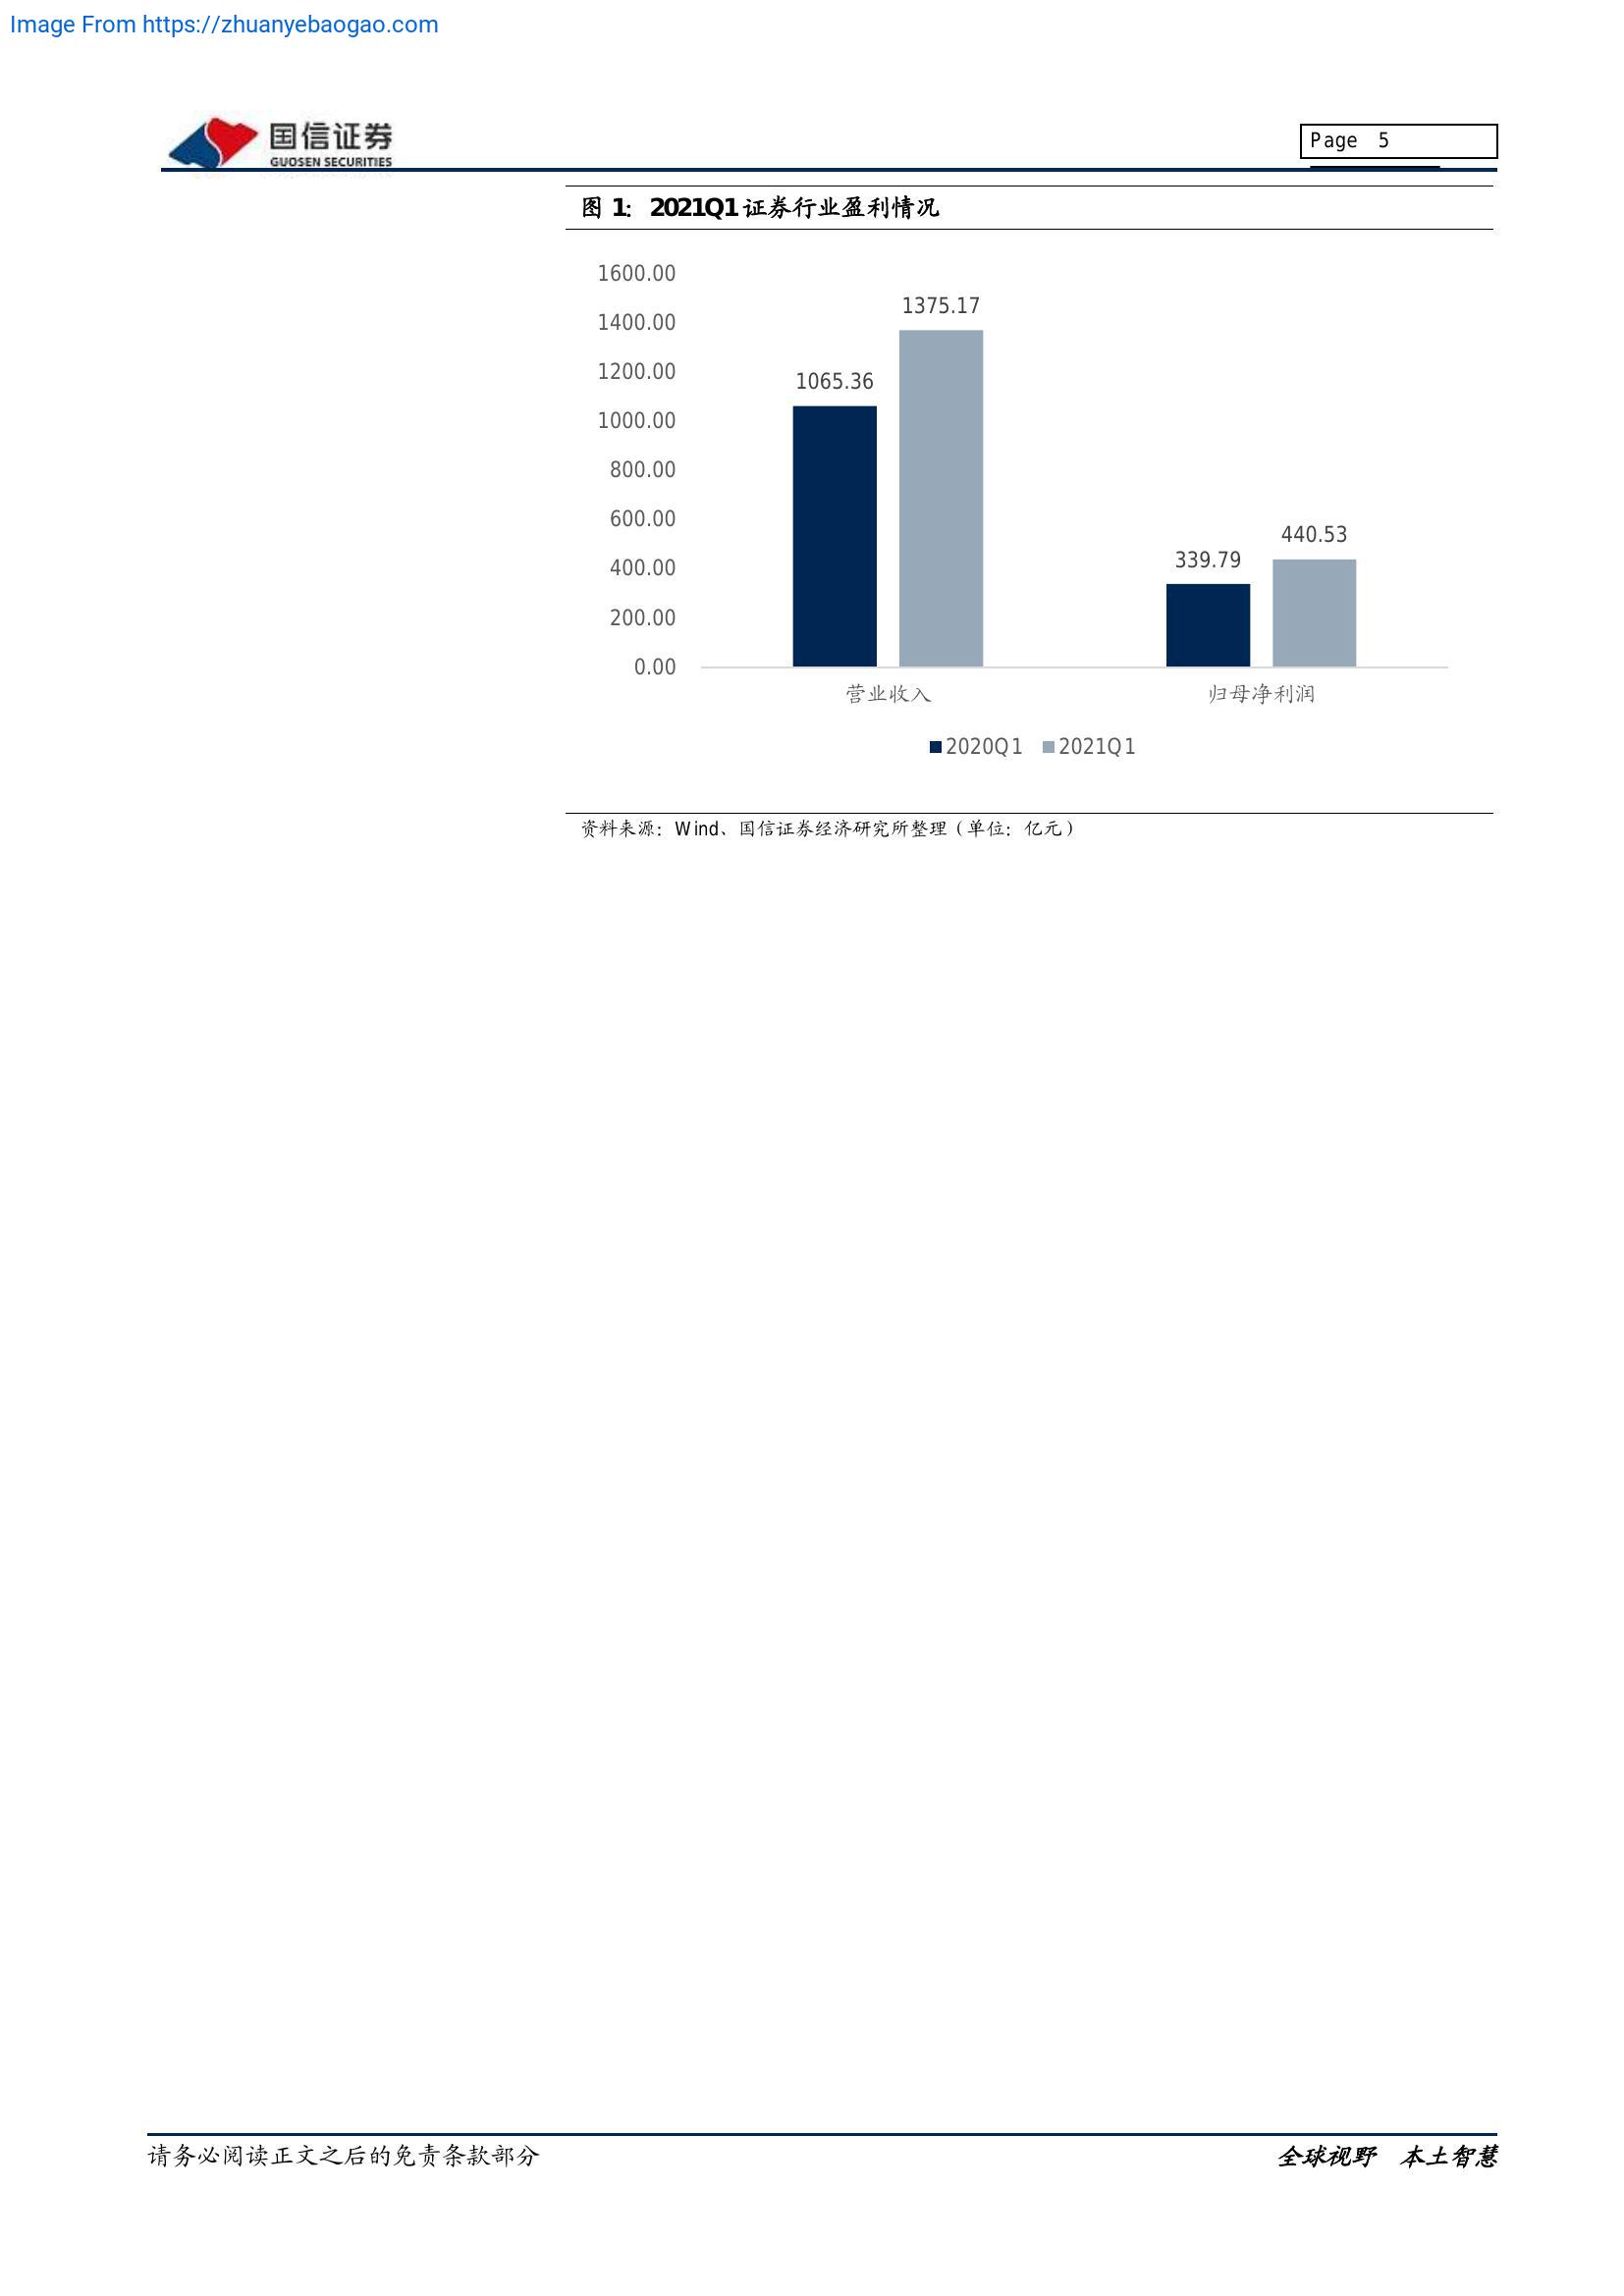 Image From https://zhuanyebaogao.com
国信证券
GUOSEN SECURITIES
Page 5
图 1：2021Q1 证券行业盈利情况
1600.00
1400.00
1200.00
1000.00
800.00
600.00
400.00
200.00
0.00
1065.36
1375.17
339.79
440.53
营业收入
归母净利润
2020Q1 2021Q1
资料来源：Wind、国信证券经济研究所整理（单位：亿元）
请务必阅读正文之后的免责条款部分
全球视野 本土智慧